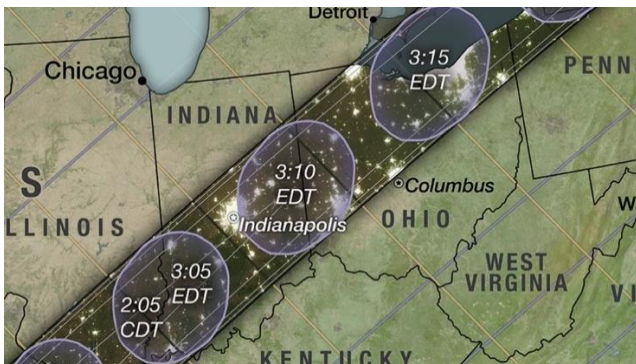 Detroit
3:15
EDT
PENN
Chicago
INDIANA
3:10
EDT
S
Columbus
W
LLINOIS
Indianapolis
OHIO
3:05
EDT
WEST
VIRGINIA
VI
2:05
CDT
KENTUCKY